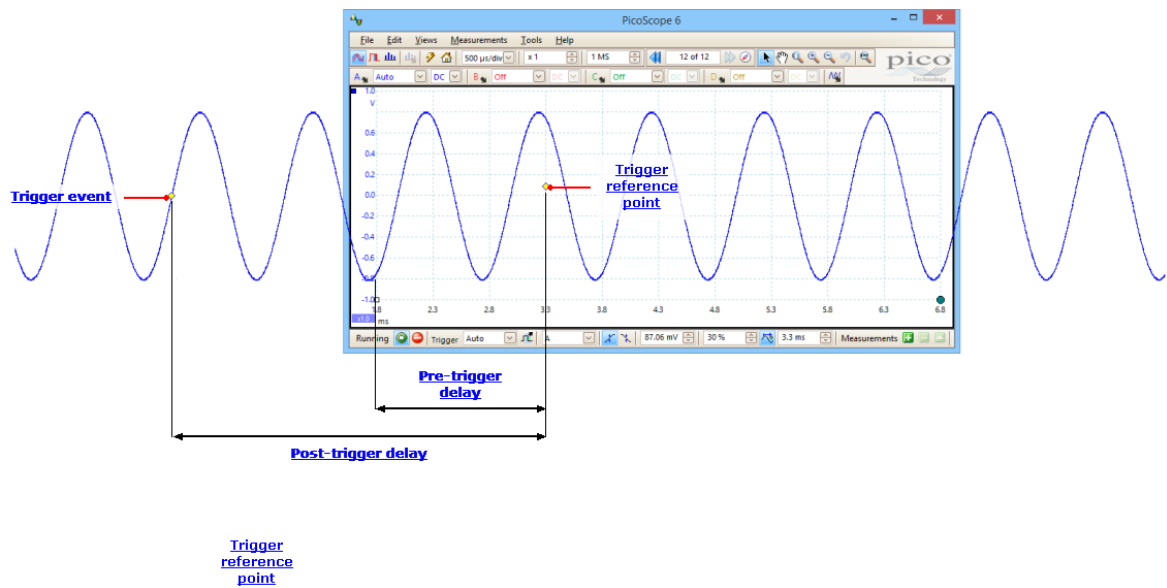 PicoScope 6
File Edit Views Measurements Tools Help
500 µs/div x 1 1 MS 12 of 12
pico
Technology
A Auto DC B Off DC C Off DC D Off DC
1.0
V
0.6
0.4
0.2
0.0
-0.2
-0.4
-0.6
-0.8
-1.0
1.8 2.3 2.8 3.3 3.8 4.3 4.8 5.3 5.8 6.3 6.8
x1.0 ms
Running Trigger Auto A 87.06 mV 30 % 3.3 ms Measurements
Trigger event
Trigger
reference
point
Pre-trigger
delay
Post-trigger delay
Trigger
reference
point